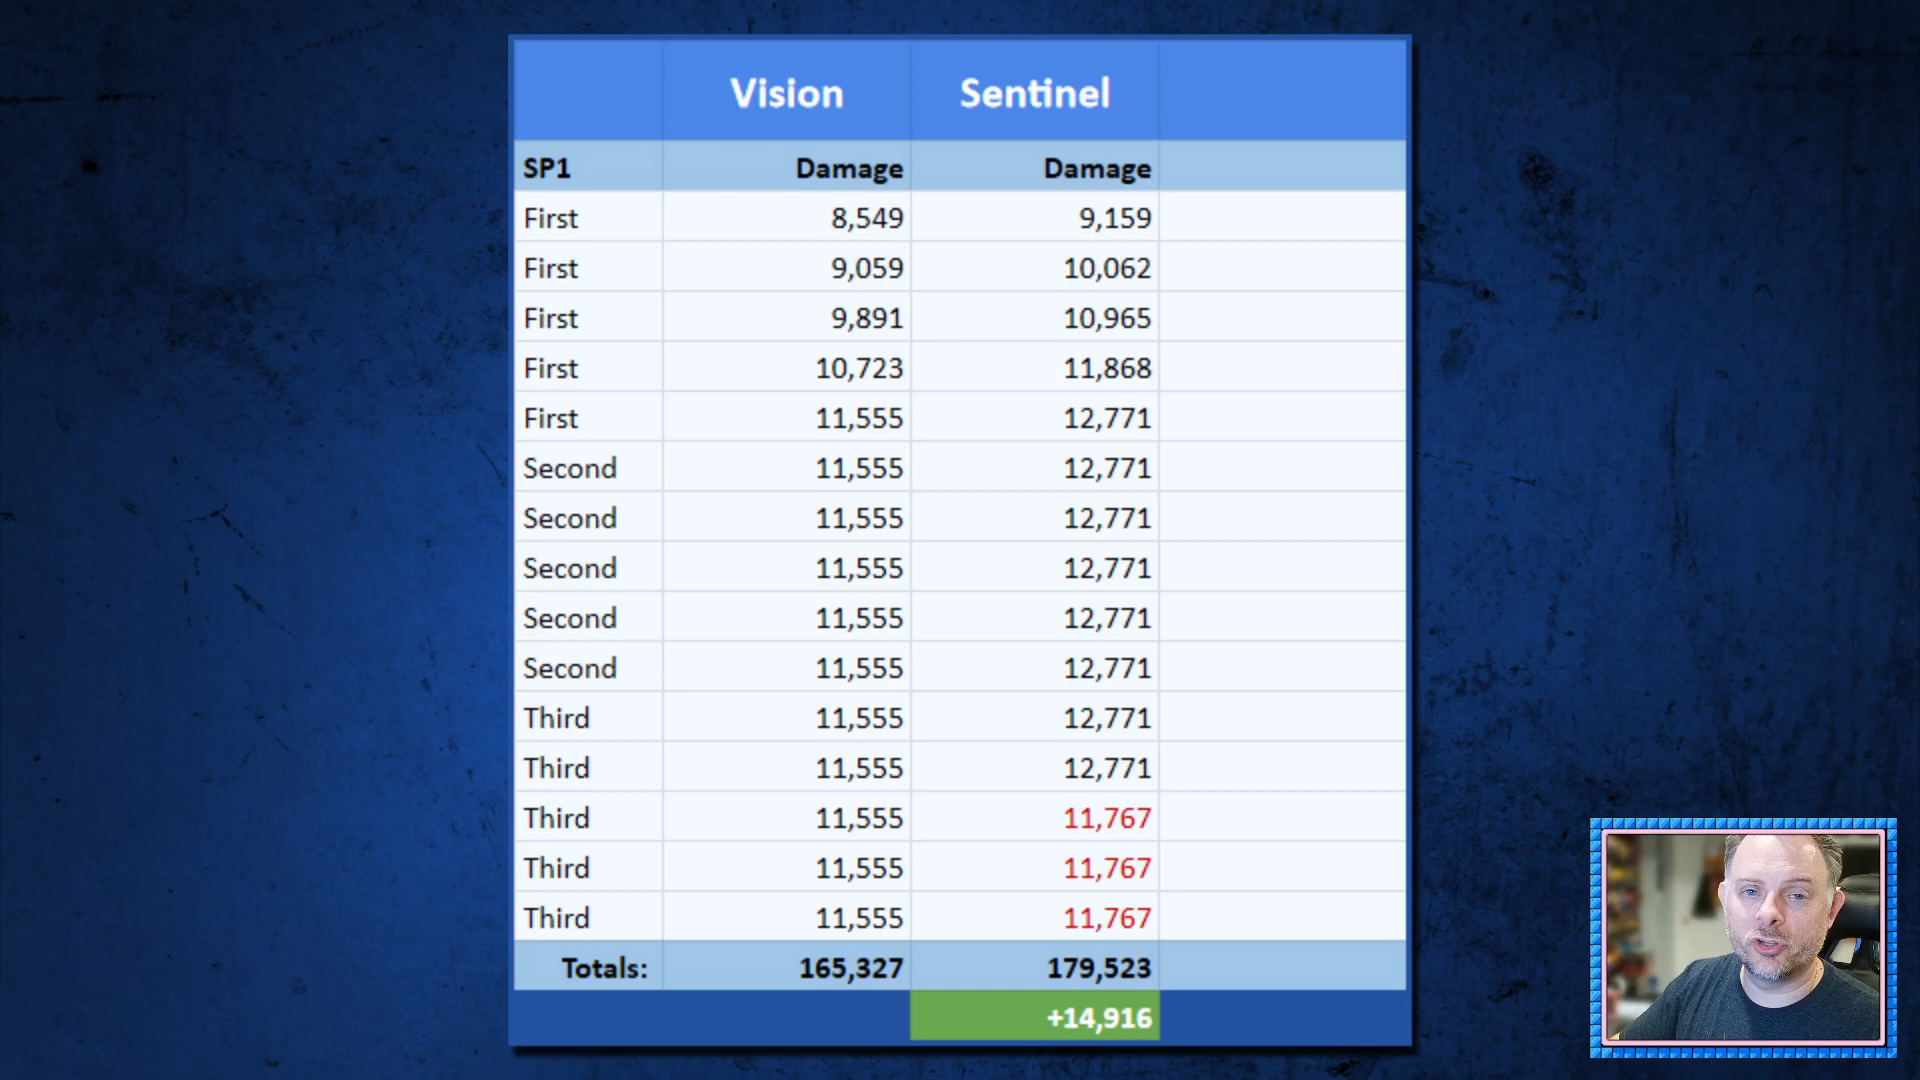 Vision Sentinel
SP1 Damage Damage
First 8,549 9,159
First 9,059 10,062
First 9,891 10,965
First 10,723 11,868
First 11,555 12,771
Second 11,555 12,771
Second 11,555 12,771
Second 11,555 12,771
Second 11,555 12,771
Second 11,555 12,771
Third 11,555 12,771
Third 11,555 12,771
Third 11,555 11,767
Third 11,555 11,767
Third 11,555 11,767
Totals: 165,327 179,523
+14,916